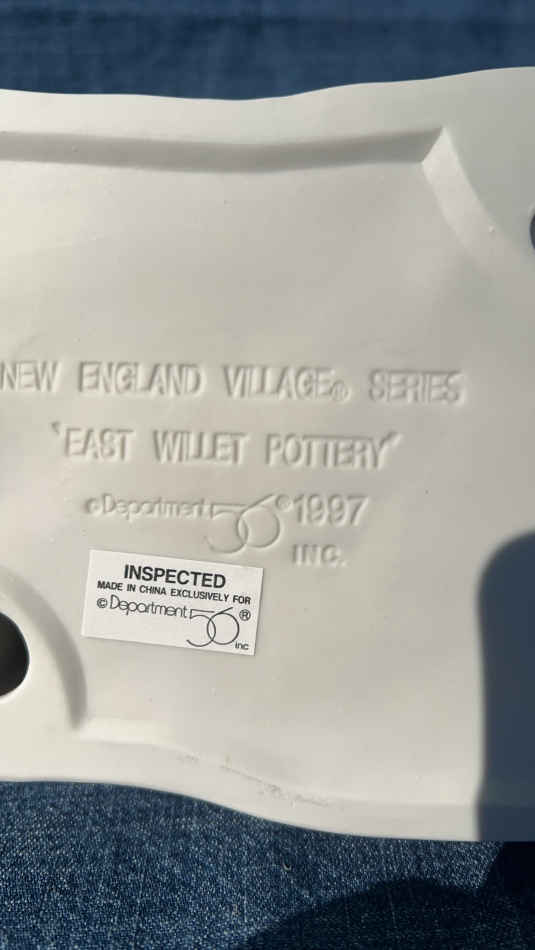 NEW ENGLAND VILLAGE® SERIES
'EAST WILLET POTTERY'
©Department 56 ©1997
INC.
INSPECTED
MADE IN CHINA EXCLUSIVELY FOR
© Department 56 ®
inc